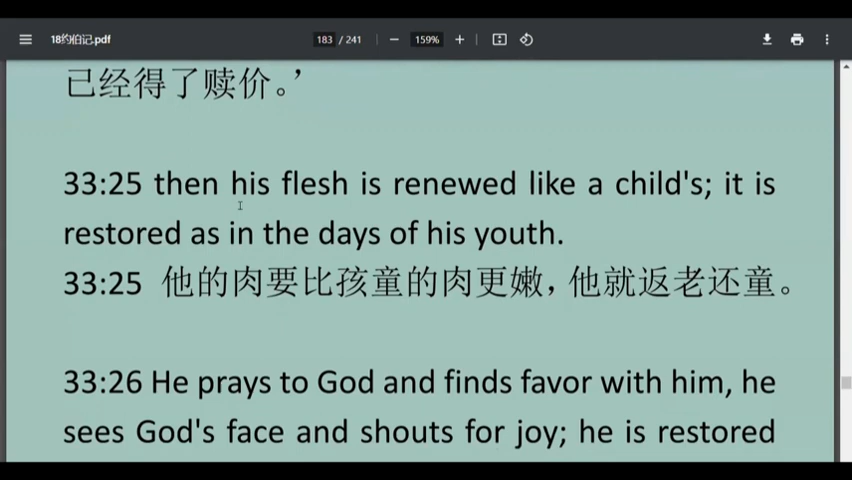 18约伯记.pdf
183 / 241
159%
已经得了赎价。’
33:25 then his flesh is renewed like a child's; it is
restored as in the days of his youth.
33:25 他的肉要比孩童的肉更嫩，他就返老还童。
33:26 He prays to God and finds favor with him, he
sees God's face and shouts for joy; he is restored